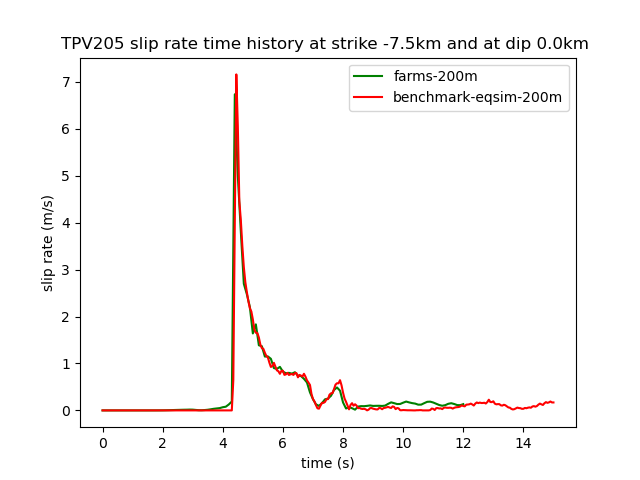 TPV205 slip rate time history at strike -7.5km and at dip 0.0km
farms-200m
benchmark-eqsim-200m
7
6
5
4
3
2
1
0
slip rate (m/s)
0 2 4 6 8 10 12 14
time (s)